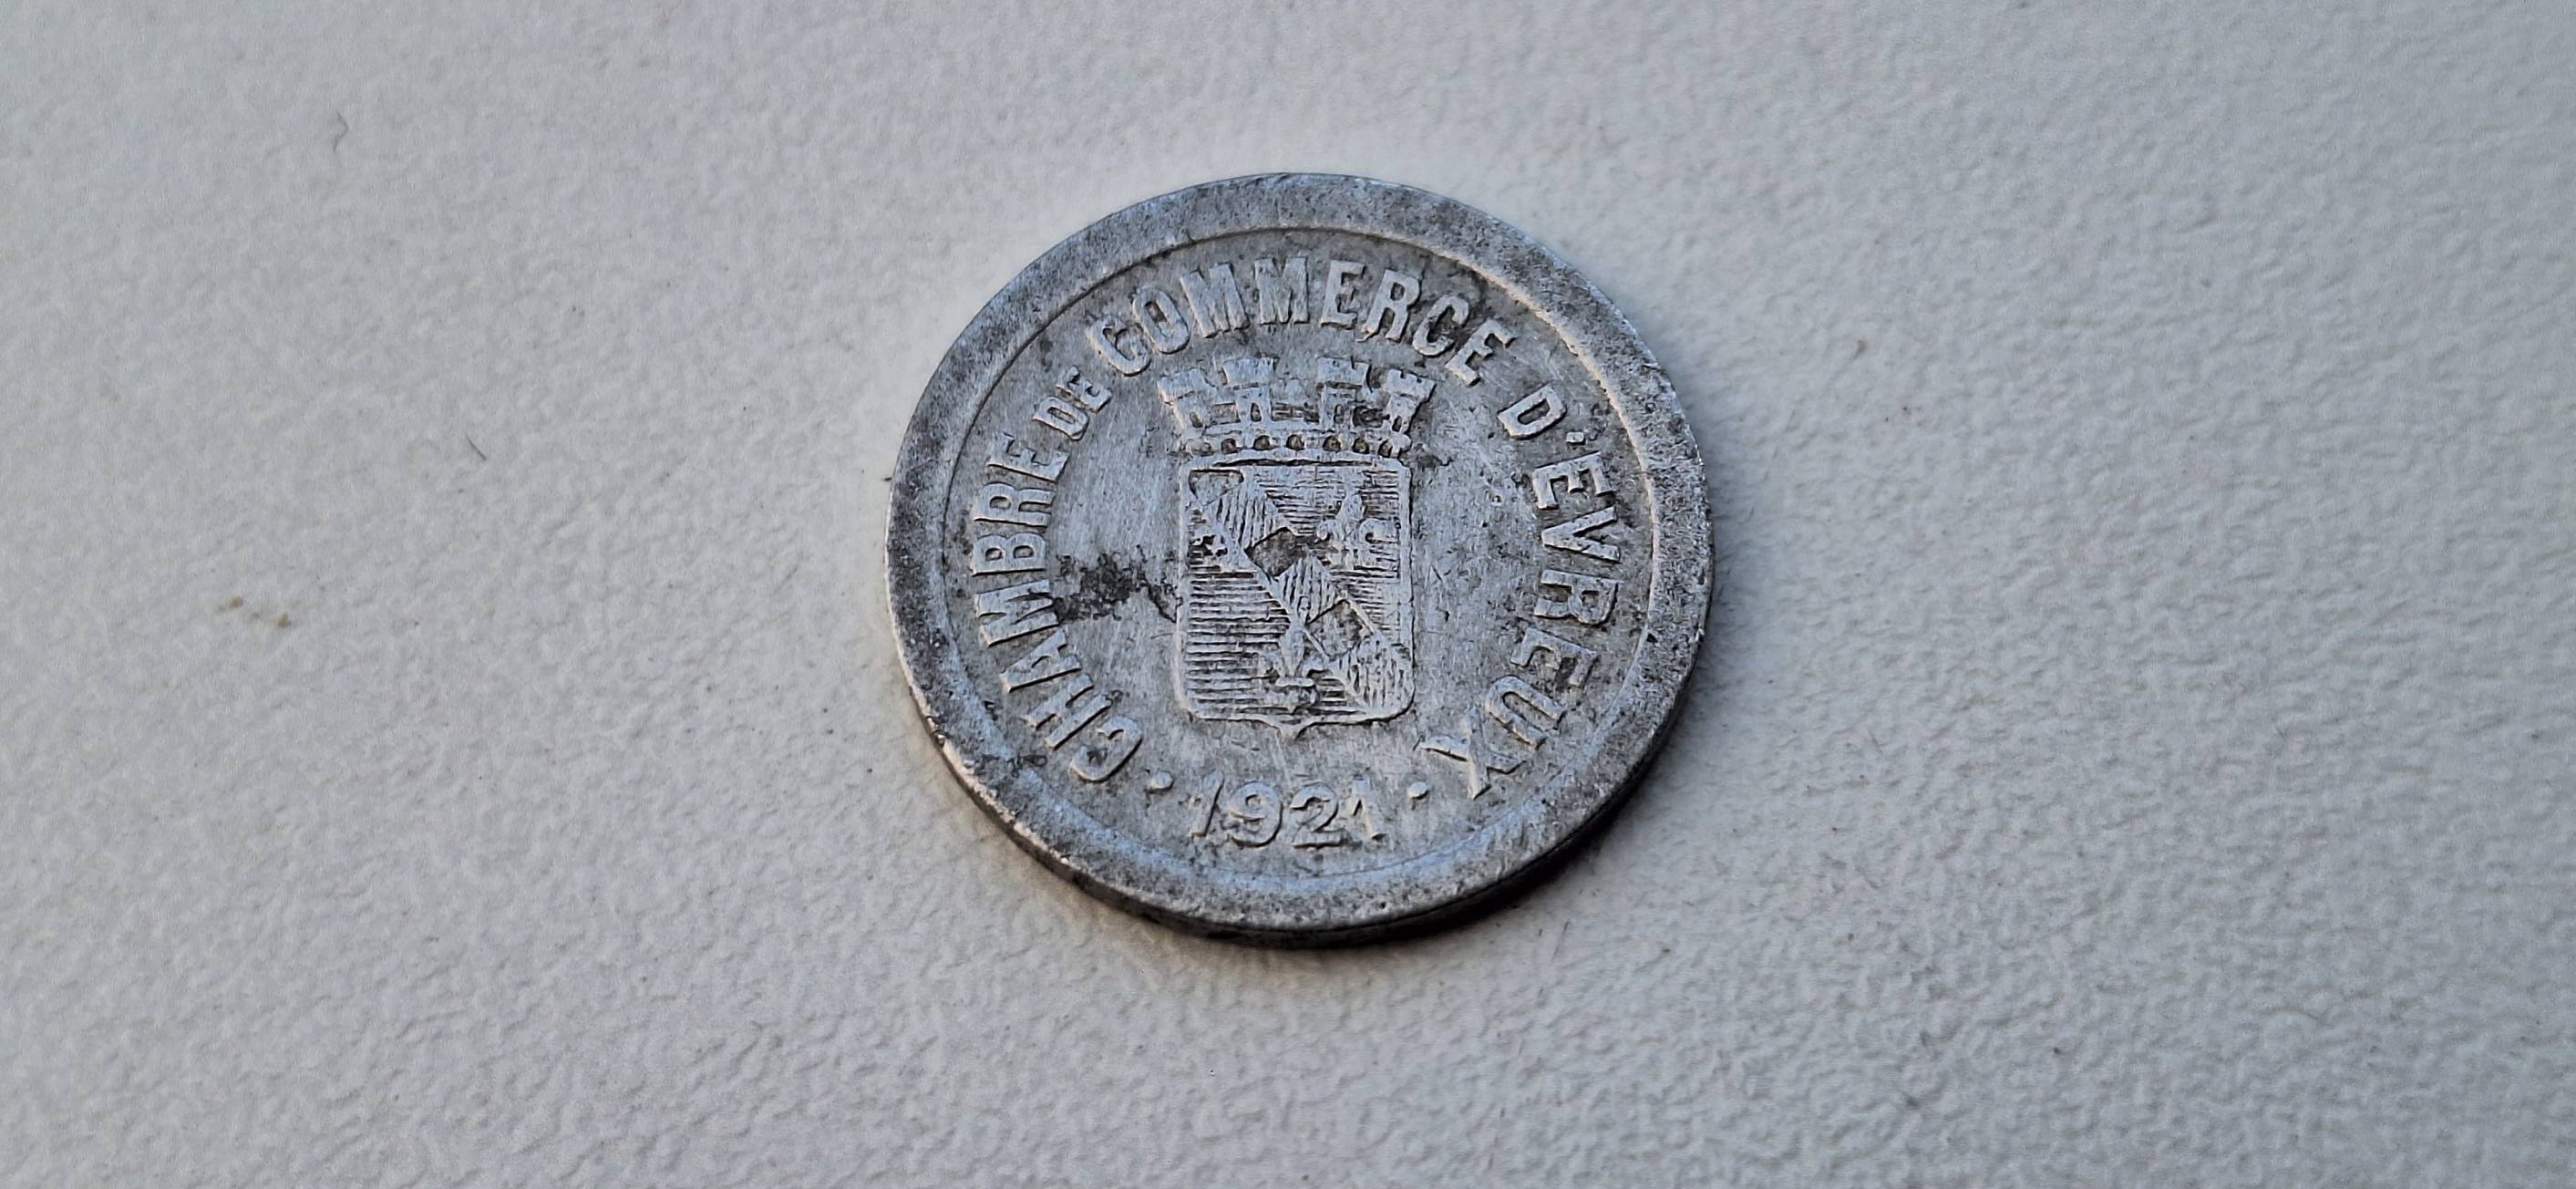 CHAMBRE DE COMMERCE D'EVREUX
· 1921 ·